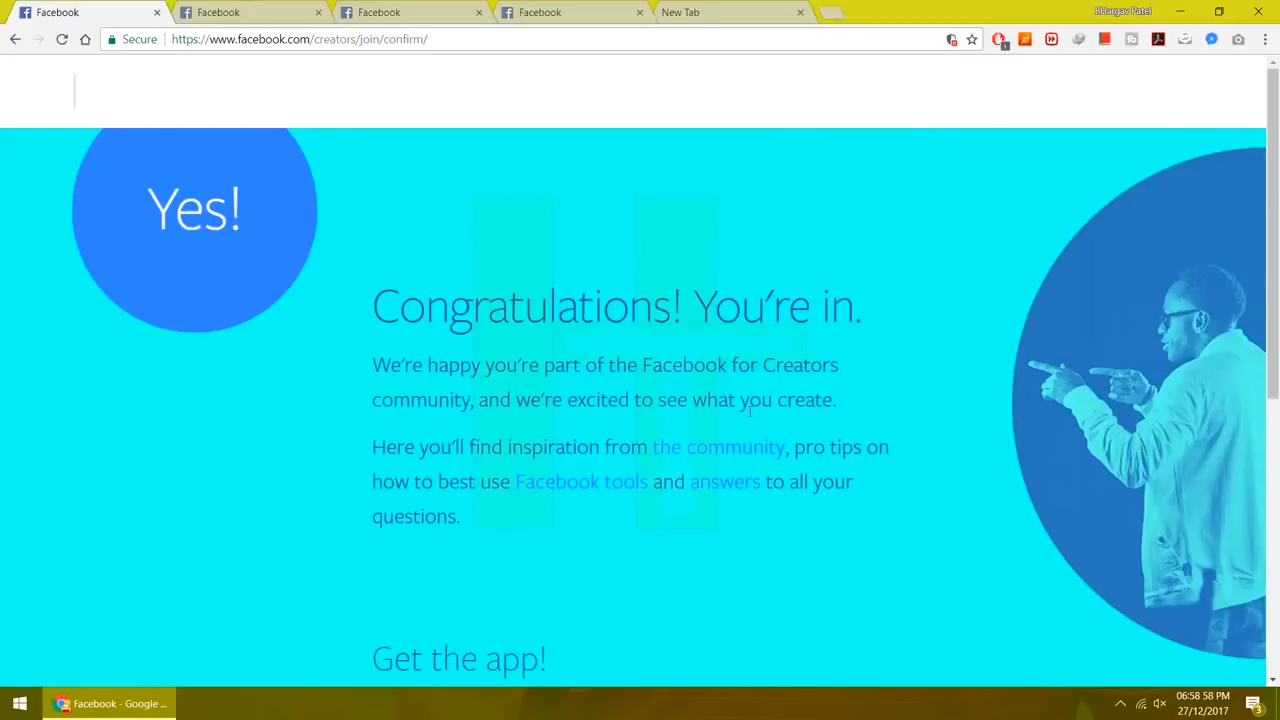 Facebook
Facebook
Facebook
Facebook
New Tab
BHargav Patel
Secure
https://www.facebook.com/creators/join/confirm/
Yes!
Congratulations! You're in.
We're happy you're part of the Facebook for Creators
community, and we're excited to see what you create.
Here you'll find inspiration from the community, pro tips on
how to best use Facebook tools and answers to all your
questions.
Get the app!
Facebook - Google ...
06:58:58 PM
27/12/2017
3